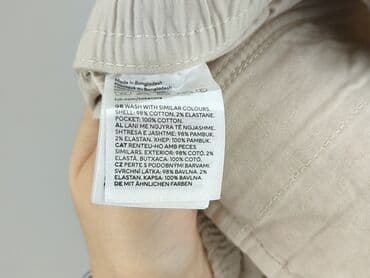 Made in Bangladesh
GB WASH WITH SIMILAR COLOURS.
SHELL: 98% COTTON, 2% ELASTANE.
POCKET: 100% COTTON.
AL LANI ME NGJYRA TË NGJASHME.
SHTRESA E JASHTME: 98% PAMBUK,
2% ELASTAN. XHEP: 100% PAMBUK.
CAT RENTEU-HO AMB PECES
SIMILARS. EXTERIOR: 98% COTÓ, 2%
ELASTÀ. BUTXACA: 100% COTÓ.
CZ PERTE S PODOBNÝMI BARVAMI.
SVRCHNÍ LÁTKA: 98% BAVLNA, 2%
ELASTAN. KAPSA: 100% BAVLNA.
DE MIT ÄHNLICHEN FARBEN